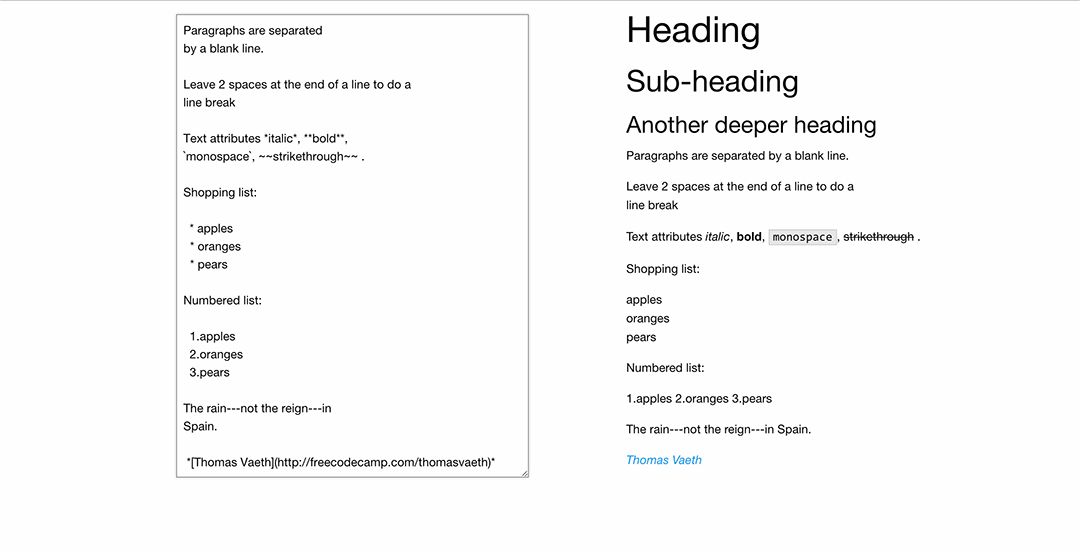 Paragraphs are separated
by a blank line.
Leave 2 spaces at the end of a line to do a
line break
Text attributes *italic*, **bold**,
`monospace`, ~~strikethrough~~ .
Shopping list:
* apples
* oranges
* pears
Numbered list:
1.apples
2.oranges
3.pears
The rain---not the reign---in
Spain.
*[Thomas Vaeth](http://freecodecamp.com/thomasvaeth)*
Heading
Sub-heading
Another deeper heading
Paragraphs are separated by a blank line.
Leave 2 spaces at the end of a line to do a
line break
Text attributes italic, bold, monospace, strikethrough .
Shopping list:
apples
oranges
pears
Numbered list:
1.apples 2.oranges 3.pears
The rain---not the reign---in Spain.
Thomas Vaeth